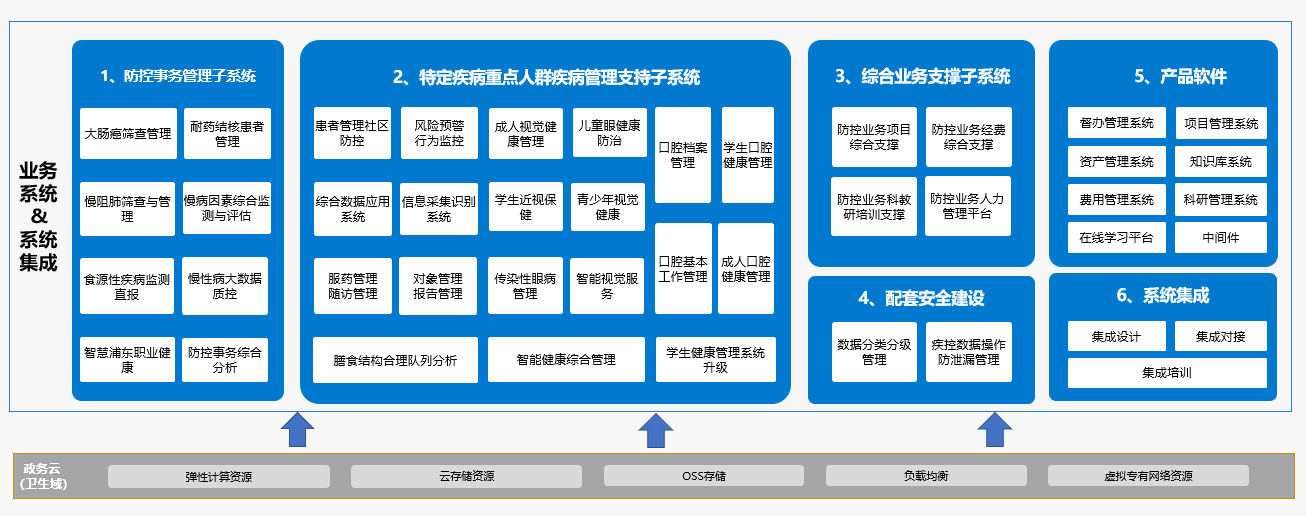 业务
系统
&
系统
集成
1、防控事务管理子系统
大肠癌筛查管理
耐药结核患者
管理
慢阻肺筛查与管
理
慢病因素综合监
测与评估
食源性疾病监测
直报
慢性病大数据
质控
智慧浦东职业健
康
防控事务综合
分析
2、特定疾病重点人群疾病管理支持子系统
患者管理社区
防控
风险预警
行为监控
成人视觉健
康管理
儿童眼健康
防治
口腔档案
管理
学生口腔
健康管理
综合数据应用
系统
信息采集识别
系统
学生近视保
健
青少年视觉
健康
服药管理
随访管理
对象管理
报告管理
传染性眼病
管理
智能视觉服
务
口腔基本
工作管理
成人口腔
健康管理
膳食结构合理队列分析
智能健康综合管理
学生健康管理系统
升级
3、综合业务支撑子系统
防控业务项目
综合支撑
防控业务经费
综合支撑
防控业务科教
研培训支撑
防控业务人力
管理平台
4、配套安全建设
数据分类分级
管理
疾控数据操作
防泄漏管理
5、产品软件
督办管理系统
项目管理系统
资产管理系统
知识库系统
费用管理系统
科研管理系统
在线学习平台
中间件
6、系统集成
集成设计
集成对接
集成培训
政务云
(卫生域)
弹性计算资源
云存储资源
OSS存储
负载均衡
虚拟专有网络资源